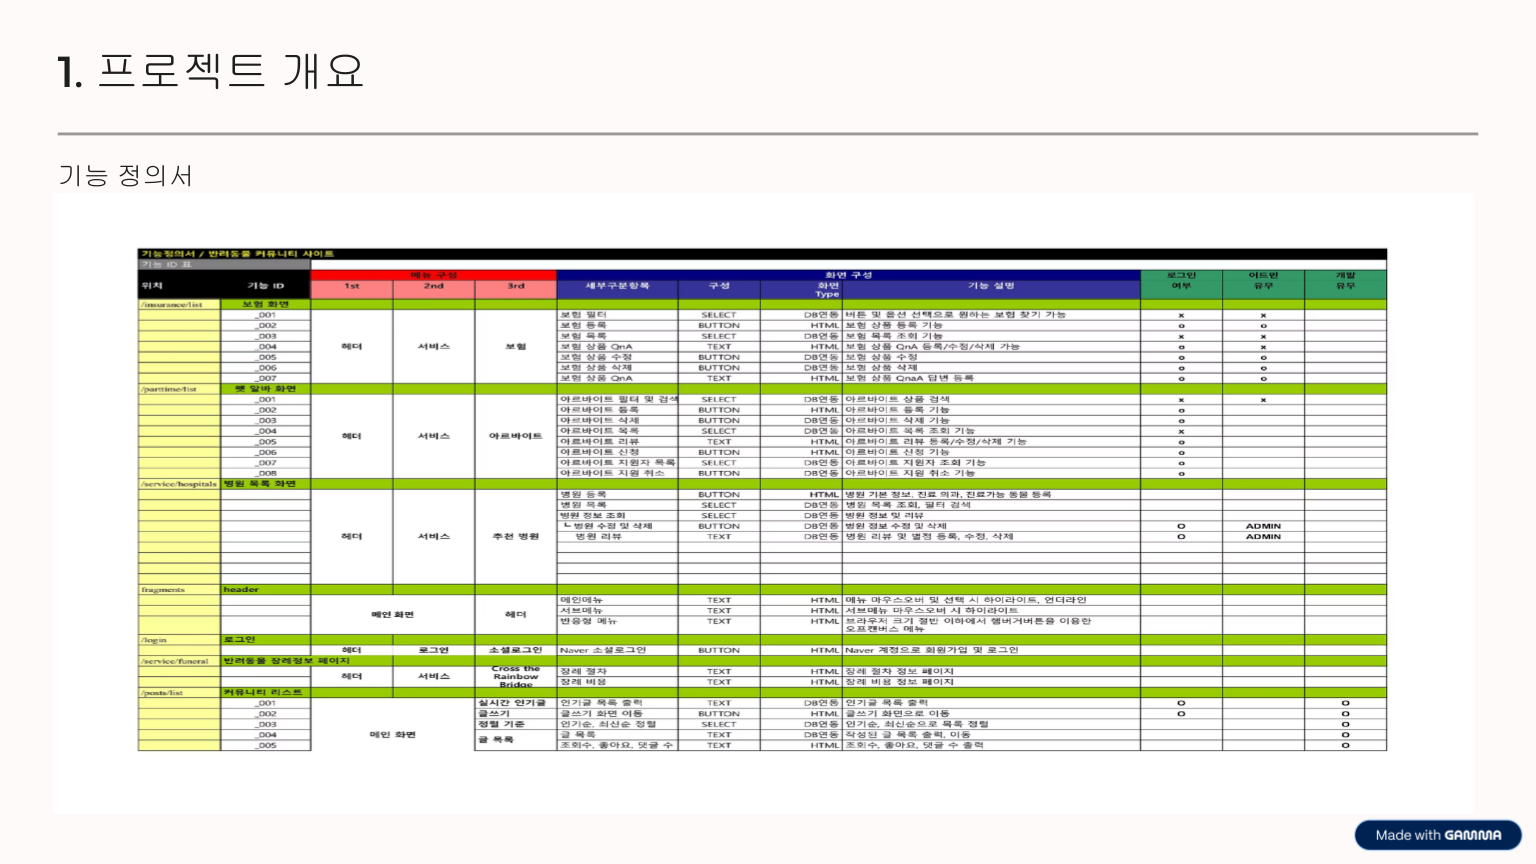 1. 프로젝트 개요
기능 정의서
기능정의서 / 반려동물 커뮤니티 사이트
기능 ID 표
메뉴 구성 화면 구성 로그인 어드민 개발
위치 기능 ID 1st 2nd 3rd 세부구분항목 구성 화면 Type 기능 설명 여부 유무 유무
/insurance/list 보험 화면
_001 보험 필터 SELECT DB연동 버튼 및 옵션 선택으로 원하는 보험 찾기 가능 x x
_002 보험 등록 BUTTON HTML 보험 상품 등록 기능 o o
_003 보험 목록 SELECT DB연동 보험 목록 조회 기능 x x
_004 헤더 서비스 보험 보험 상품 QnA TEXT HTML 보험 상품 QnA 등록/수정/삭제 가능 o x
_005 보험 상품 수정 BUTTON DB연동 보험 상품 수정 o o
_006 보험 상품 삭제 BUTTON DB연동 보험 상품 삭제 o o
_007 보험 상품 QnA TEXT HTML 보험 상품 QnaA 답변 등록 o o
/parttime/list 펫 알바 화면
_001 아르바이트 필터 및 검색 SELECT DB연동 아르바이트 상품 검색 x x
_002 아르바이트 등록 BUTTON HTML 아르바이트 등록 기능 o
_003 아르바이트 삭제 BUTTON DB연동 아르바이트 삭제 기능 o
_004 헤더 서비스 아르바이트 아르바이트 목록 SELECT DB연동 아르바이트 목록 조회 기능 x
_005 아르바이트 리뷰 TEXT HTML 아르바이트 리뷰 등록/수정/삭제 기능 o
_006 아르바이트 신청 BUTTON HTML 아르바이트 신청 기능 o
_007 아르바이트 지원자 목록 SELECT DB연동 아르바이트 지원자 조회 기능 o
_008 아르바이트 지원 취소 BUTTON DB연동 아르바이트 지원 취소 기능 o
/service/hospitals 병원 목록 화면
병원 등록 BUTTON HTML 병원 기본 정보, 진료 의과, 진료가능 동물 등록
병원 목록 SELECT DB연동 병원 목록 조회, 필터 검색
병원 정보 조회 SELECT DB연동 병원 정보 및 리뷰
┗ 병원 수정 및 삭제 BUTTON DB연동 병원 정보 수정 및 삭제 O ADMIN
헤더 서비스 추천 병원 병원 리뷰 TEXT DB연동 병원 리뷰 및 별점 등록, 수정, 삭제 O ADMIN
fragments header
메인메뉴 TEXT HTML 메뉴 마우스오버 및 선택 시 하이라이트, 언더라인
메인 화면 헤더 서브메뉴 TEXT HTML 서브메뉴 마우스오버 시 하이라이트
반응형 메뉴 TEXT HTML 브라우저 크기 절반 이하에서 햄버거버튼을 이용한
오프캔버스 메뉴
/login 로그인
헤더 로그인 소셜로그인 Naver 소셜로그인 BUTTON HTML Naver 계정으로 회원가입 및 로그인
/service/funeral 반려동물 장례정보 페이지
헤더 서비스 Cross the Rainbow Bridge 장례 절차 TEXT HTML 장례 절차 정보 페이지
장례 비용 TEXT HTML 장례 비용 정보 페이지
/posts/list 커뮤니티 리스트
_001 실시간 인기글 인기글 목록 출력 TEXT DB연동 인기글 목록 출력 O O
_002 글쓰기 글쓰기 화면 이동 BUTTON HTML 글쓰기 화면으로 이동 O O
_003 정렬 기준 인기순, 최신순 정렬 SELECT DB연동 인기순, 최신순으로 목록 정렬 O
_004 메인 화면 글 목록 글 목록 TEXT DB연동 작성된 글 목록 출력, 이동 O
_005 조회수, 좋아요, 댓글 수 TEXT HTML 조회수, 좋아요, 댓글 수 출력 O
Made with GAMMA